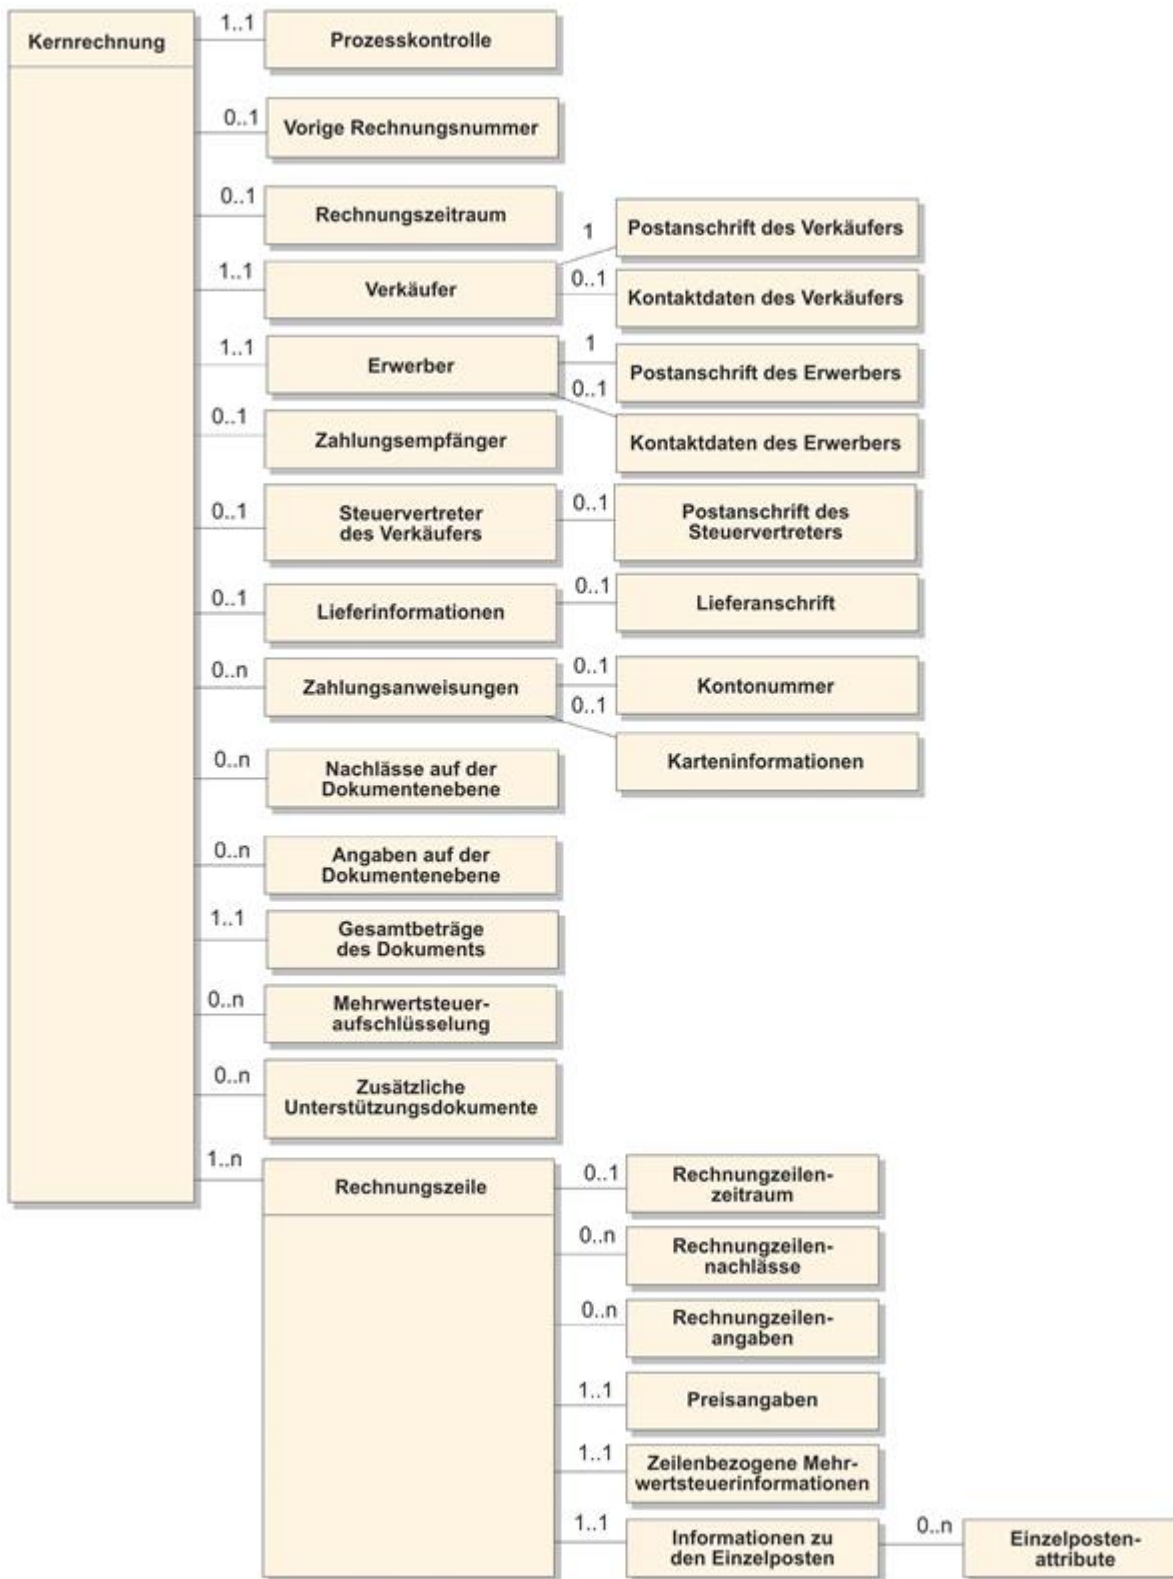 Kernrechnung
1..1
Prozesskontrolle
0..1
Vorige Rechnungsnummer
0..1
Rechnungszeitraum
1..1
Verkäufer
1
Postanschrift des Verkäufers
0..1
Kontaktdaten des Verkäufers
1..1
Erwerber
1
Postanschrift des Erwerbers
0..1
Kontaktdaten des Erwerbers
0..1
Zahlungsempfänger
0..1
Steuervertreter
des Verkäufers
0..1
Postanschrift des
Steuervertreters
0..1
Lieferinformationen
0..1
Lieferanschrift
0..n
Zahlungsanweisungen
0..1
Kontonummer
0..1
Karteninformationen
0..n
Nachlässe auf der
Dokumentenebene
0..n
Angaben auf der
Dokumentenebene
1..1
Gesamtbeträge
des Dokuments
0..n
Mehrwertsteuer-
aufschlüsselung
0..n
Zusätzliche
Unterstützungsdokumente
1..n
Rechnungszeile
0..1
Rechnungzeilen-
zeitraum
0..n
Rechnungzeilen-
nachlässe
0..n
Rechnungzeilen-
angaben
1..1
Preisangaben
1..1
Zeilenbezogene Mehr-
wertsteuerinformationen
1..1
Informationen zu
den Einzelposten
0..n
Einzelposten-
attribute